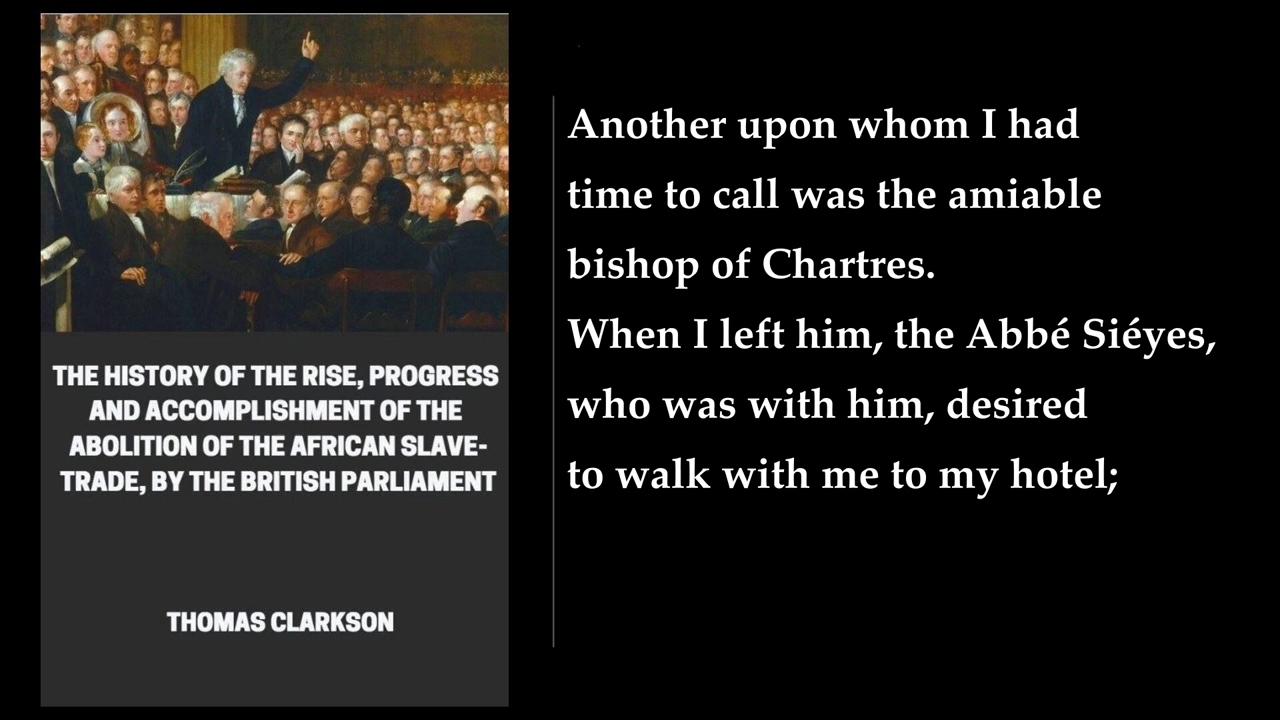 THE HISTORY OF THE RISE, PROGRESS
AND ACCOMPLISHMENT OF THE
ABOLITION OF THE AFRICAN SLAVE-
TRADE, BY THE BRITISH PARLIAMENT
THOMAS CLARKSON
Another upon whom I had
time to call was the amiable
bishop of Chartres.
When I left him, the Abbé Siéyes,
who was with him, desired
to walk with me to my hotel;